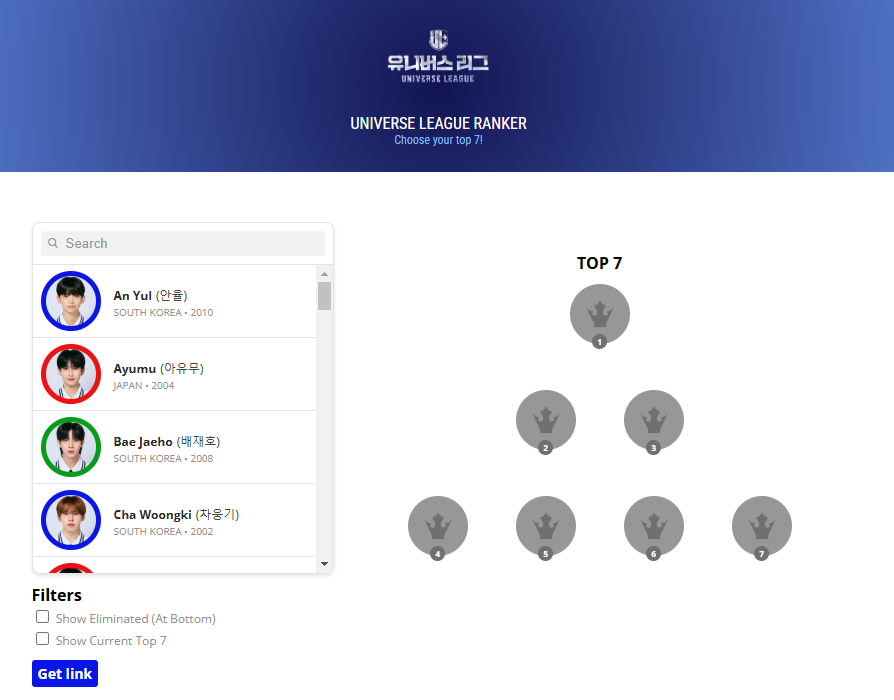 유니버스 리그
UNIVERSE LEAGUE
UNIVERSE LEAGUE RANKER
Choose your top 7!
Search
An Yul (안율)
SOUTH KOREA • 2010
Ayumu (아유무)
JAPAN • 2004
Bae Jaeho (배재호)
SOUTH KOREA • 2008
Cha Woongki (차웅기)
SOUTH KOREA • 2002
Filters
Show Eliminated (At Bottom)
Show Current Top 7
Get link
TOP 7
1
2
3
4
5
6
7